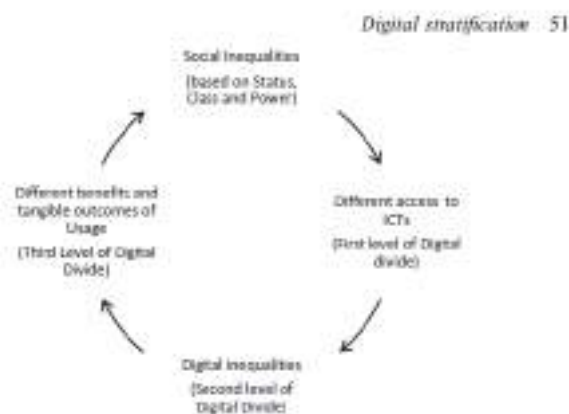 Digital stratification 51
Social Inequalities
(based on Status,
Class and Power)
Different access to
ICTs
(First level of Digital
divide)
Digital inequalities
(Second level of
Digital Divide)
Different benefits and
tangible outcomes of
Usage
(Third Level of Digital
Divide)